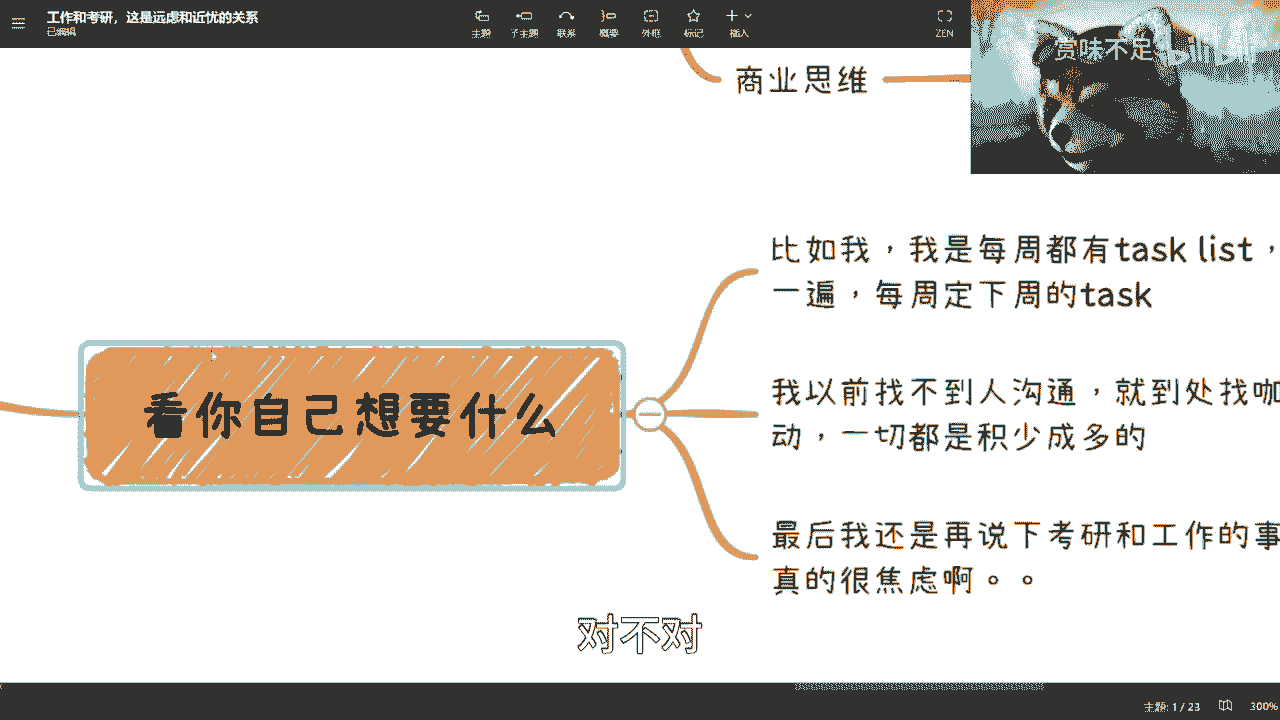 工作和考研，这是远虑和近忧的关系
已编辑
主题
子主题
联系
概要
外框
标记
插入
ZEN
赏味不足
商业思维
比如我，我是每周都有task list，
一遍，每周定下周的task
看你自己想要什么
我以前找不到人沟通，就到处找咖
动，一切都是积少成多的
最后我还是再说下考研和工作的事
真的很焦虑啊。。
对不对
主题: 1 / 23
300%